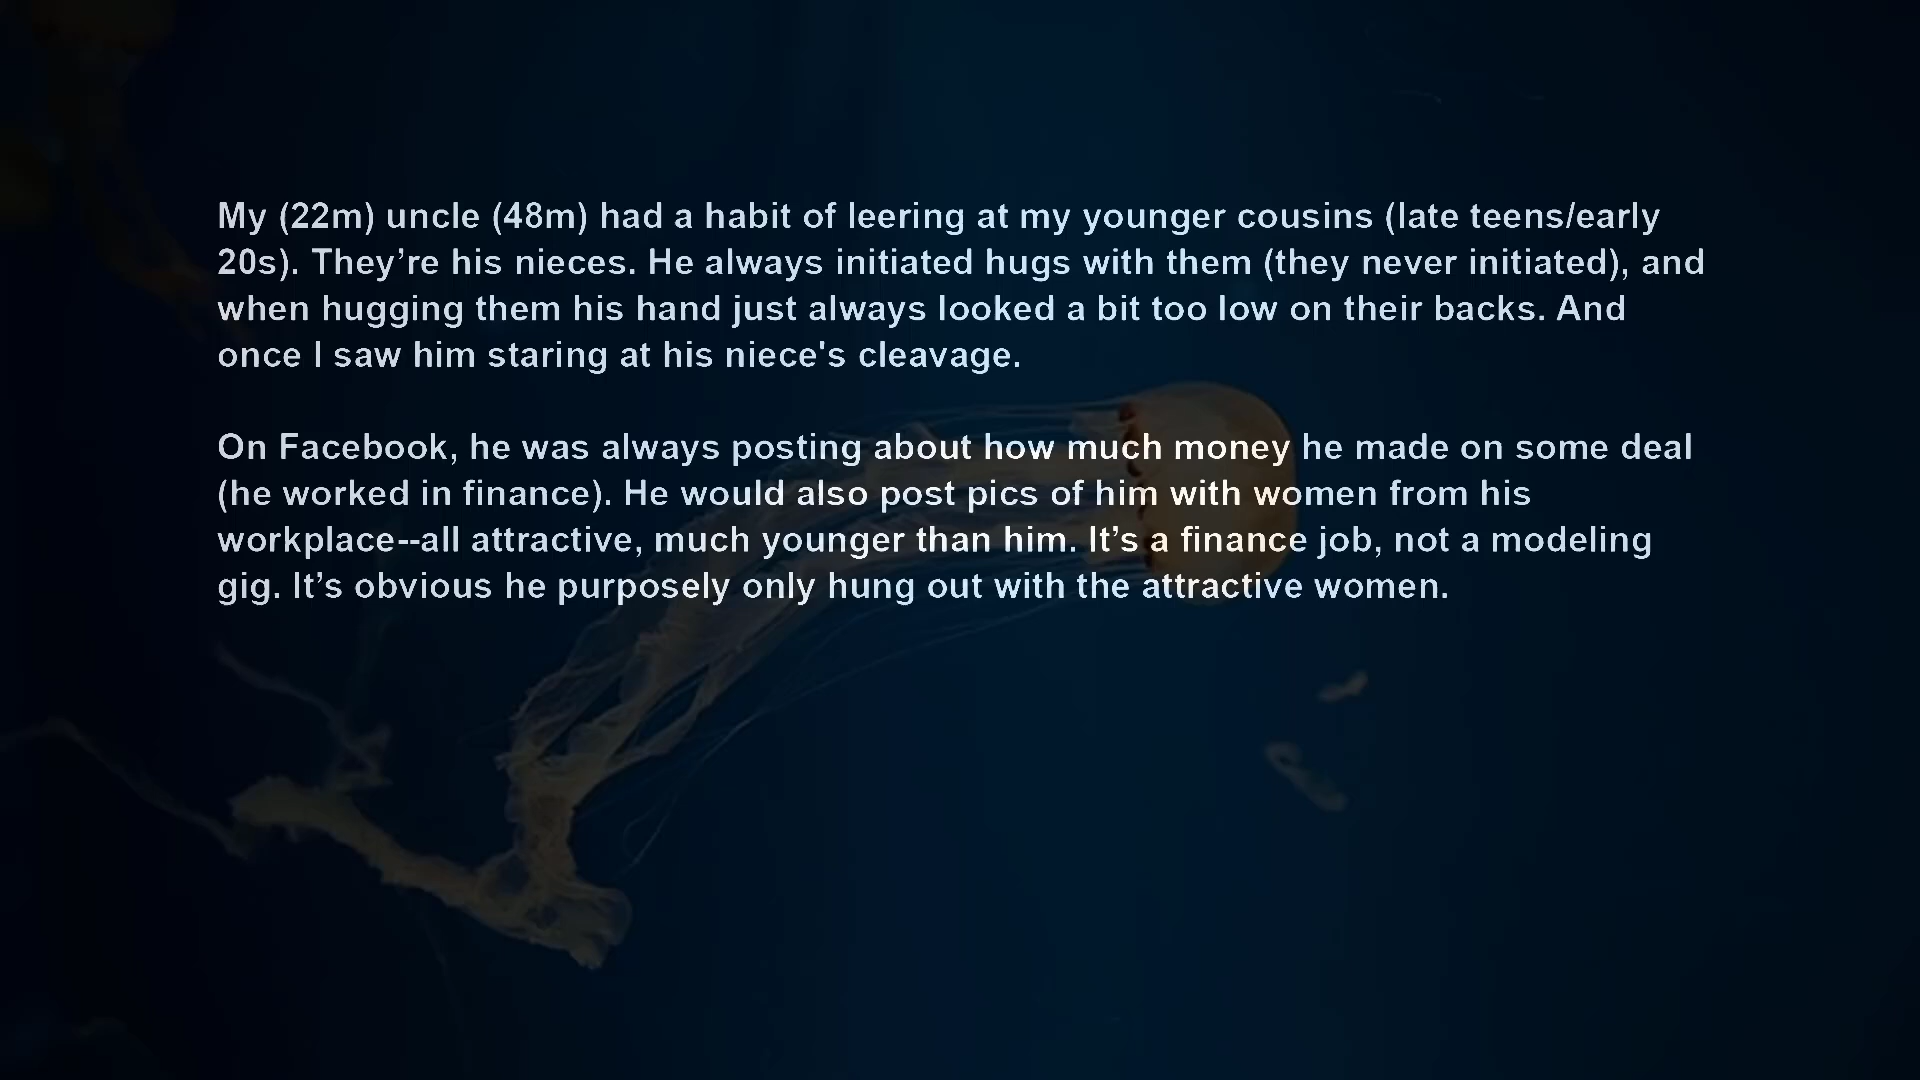 My (22m) uncle (48m) had a habit of leering at my younger cousins (late teens/early
20s). They’re his nieces. He always initiated hugs with them (they never initiated), and
when hugging them his hand just always looked a bit too low on their backs. And
once I saw him staring at his niece's cleavage.
On Facebook, he was always posting about how much money he made on some deal
(he worked in finance). He would also post pics of him with women from his
workplace--all attractive, much younger than him. It’s a finance job, not a modeling
gig. It’s obvious he purposely only hung out with the attractive women.